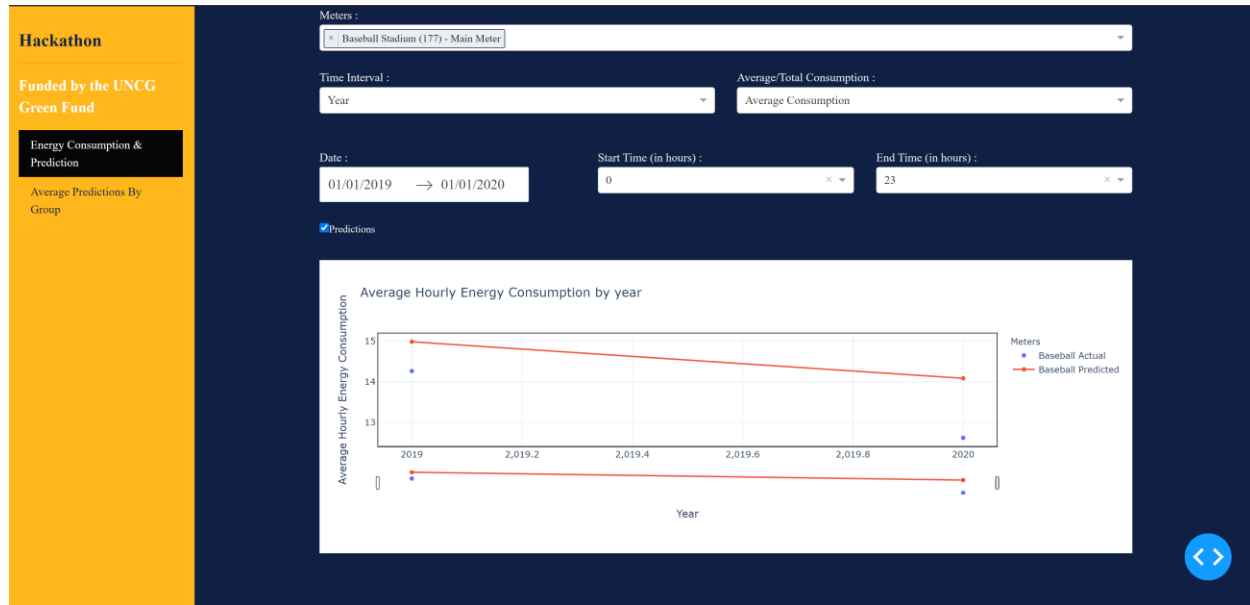 Hackathon
Funded by the UNCG
Green Fund
Energy Consumption &
Prediction
Average Predictions By
Group
Meters :
× Baseball Stadium (177) - Main Meter
Time Interval :
Average/Total Consumption :
Year
Average Consumption
Date :
Start Time (in hours) :
End Time (in hours) :
01/01/2019 → 01/01/2020
0 ×
23 ×
Predictions
Average Hourly Energy Consumption by year
Average Hourly Energy Consumption
15
14
13
2019 2,019.2 2,019.4 2,019.6 2,019.8 2020
Year
Meters
Baseball Actual
Baseball Predicted